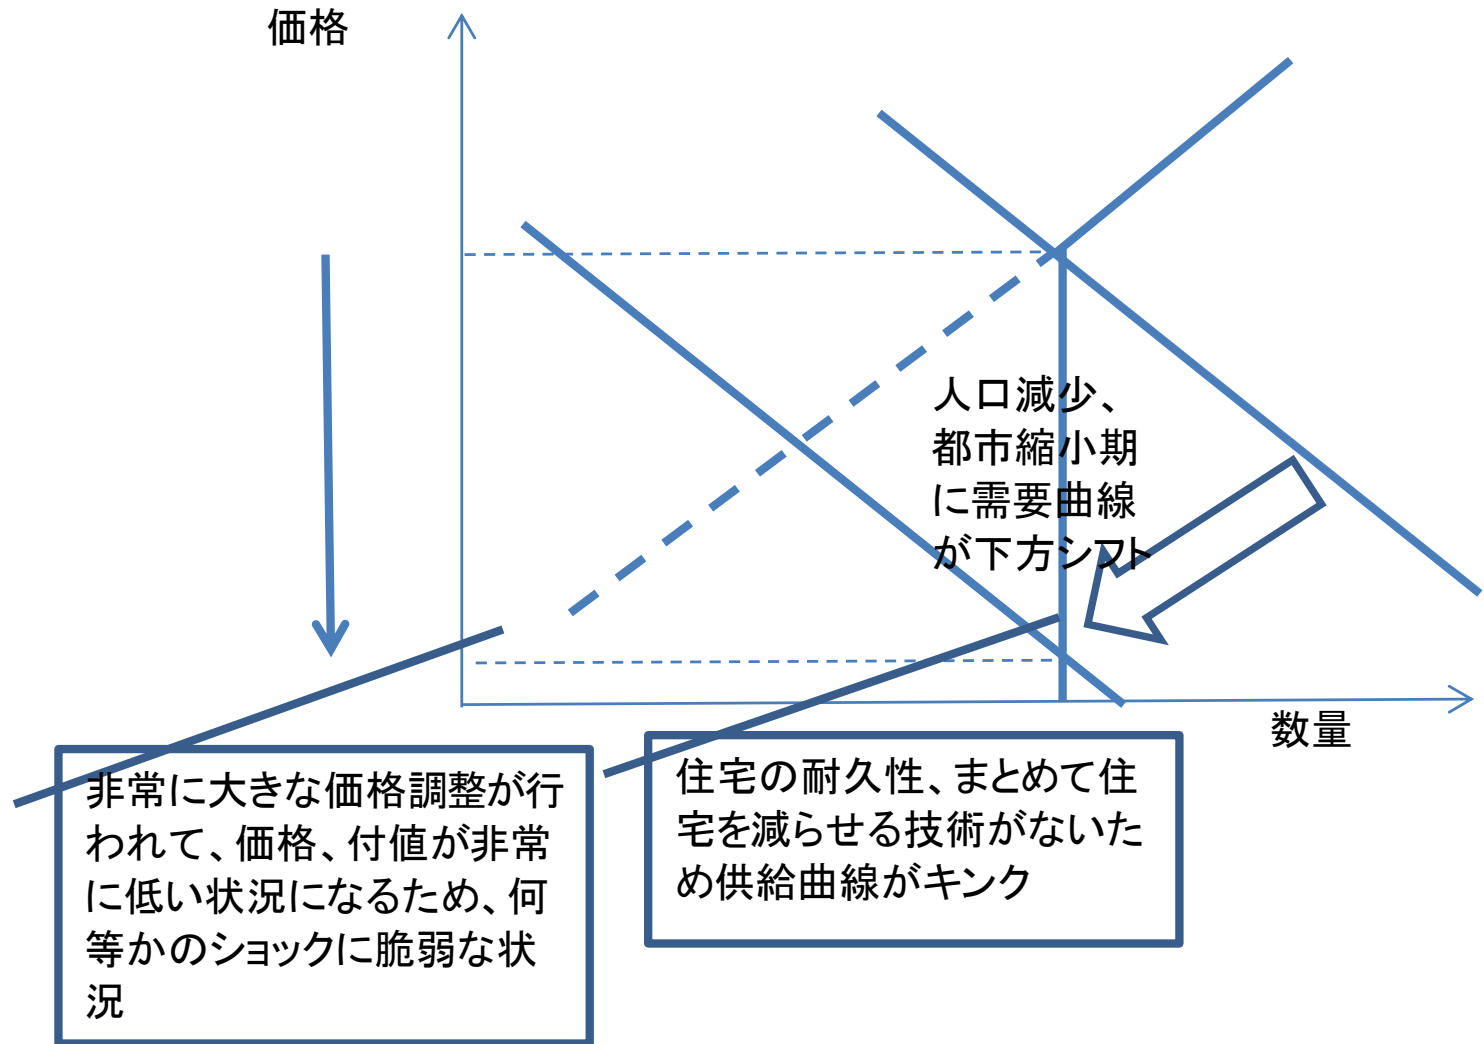 価格
人口減少、
都市縮小期
に需要曲線
が下方シフト
数量
非常に大きな価格調整が行
われて、価格、付値が非常
に低い状況になるため、何
等かのショックに脆弱な状
況
住宅の耐久性、まとめて住
宅を減らせる技術がないた
め供給曲線がキンク